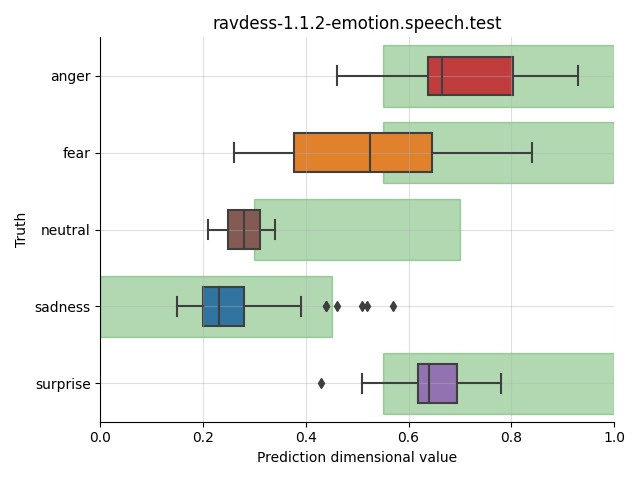 ravdess-1.1.2-emotion.speech.test
anger
fear
neutral
sadness
surprise
Truth
0.0 0.2 0.4 0.6 0.8 1.0
Prediction dimensional value